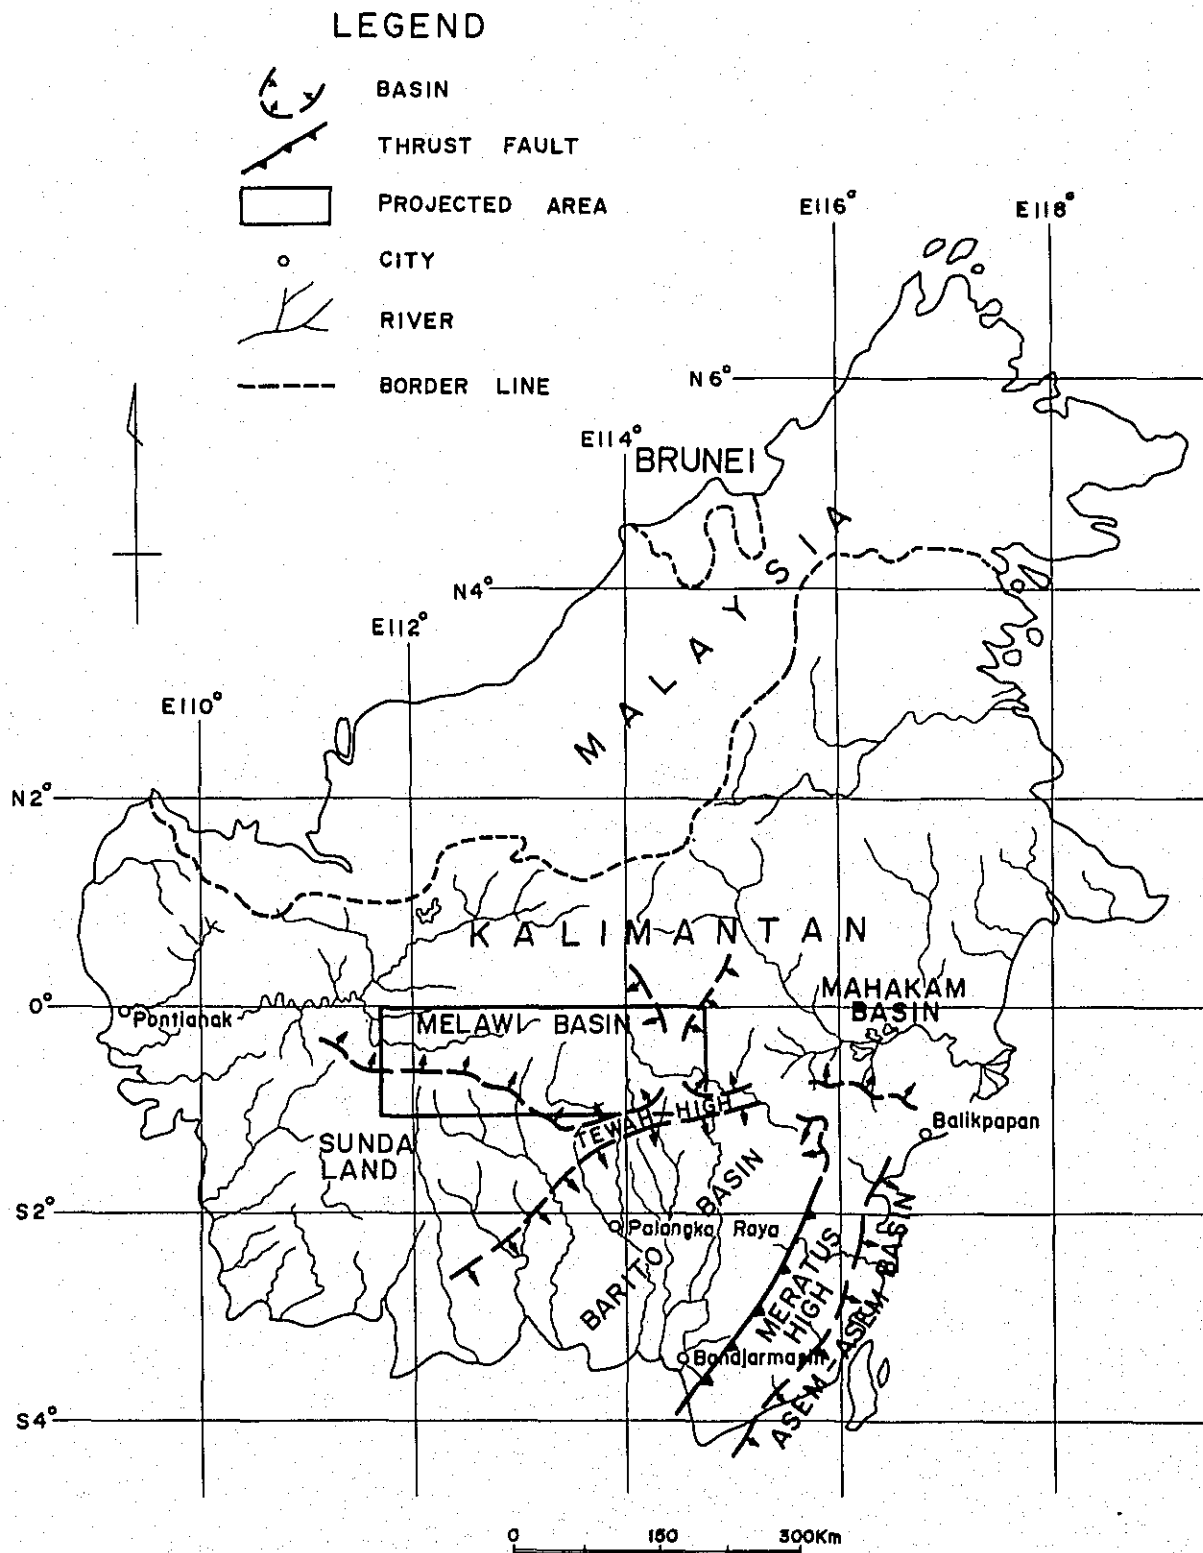 LEGEND
BASIN
THRUST FAULT
PROJECTED AREA
CITY
RIVER
BORDER LINE
E116°
E118°
N6°
E114°
BRUNEI
MALAYSIA
N4°
E112°
E110°
N2°
KALIMANTAN
0°
Pontianak
MELAWI BASIN
MAHAKAM
BASIN
TEWAH HIGH
Balikpapan
SUNDA
LAND
S2°
Palangka Raya
BARITO BASIN
MERATUS
HIGH
ASEM-ASEM BASIN
Bandjarmasin
S4°
0 150 300Km